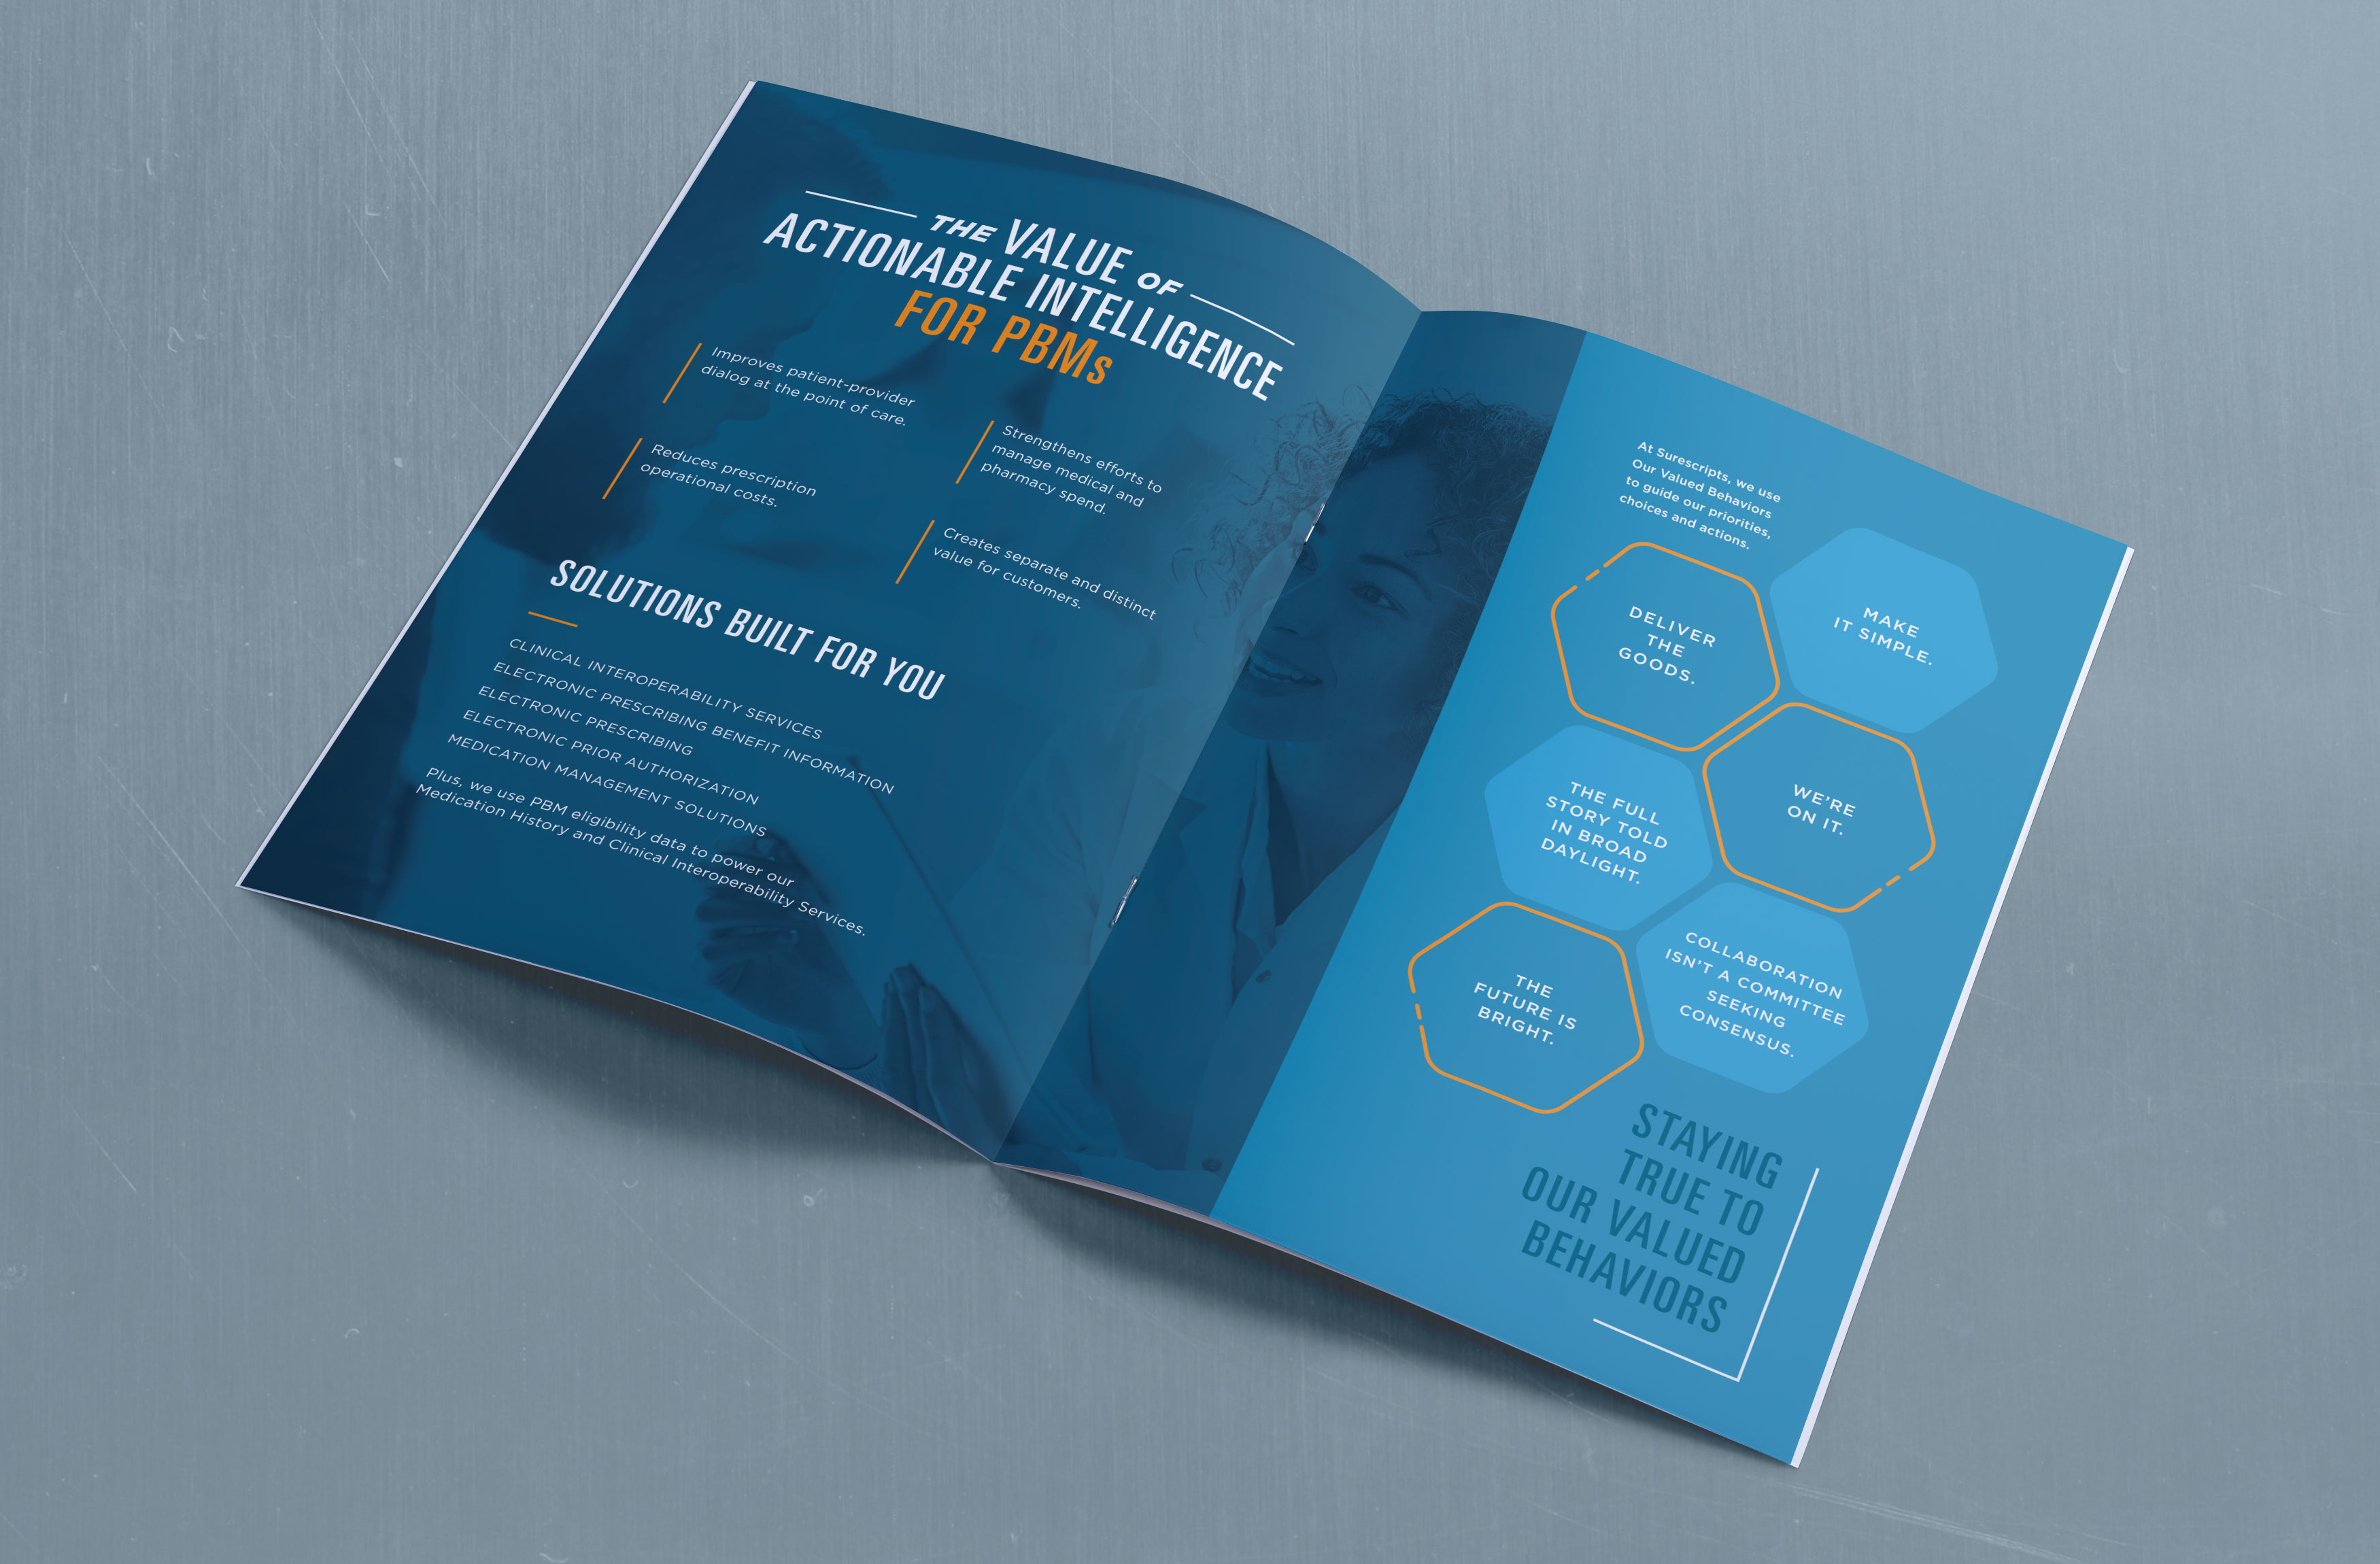 THE VALUE OF
ACTIONABLE INTELLIGENCE
FOR PBMs
Improves patient-provider
dialog at the point of care.
Reduces prescription
operational costs.
Strengthens efforts to
manage medical and
pharmacy spend.
Creates separate and distinct
value for customers.
SOLUTIONS BUILT FOR YOU
CLINICAL INTEROPERABILITY SERVICES
ELECTRONIC PRESCRIBING BENEFIT INFORMATION
ELECTRONIC PRESCRIBING
ELECTRONIC PRIOR AUTHORIZATION
MEDICATION MANAGEMENT SOLUTIONS
Plus, we use PBM eligibility data to power our
Medication History and Clinical Interoperability Services.
At Surescripts, we use
Our Valued Behaviors
to guide our priorities,
choices and actions.
DELIVER
THE
GOODS.
MAKE
IT SIMPLE.
THE FULL
STORY TOLD
IN BROAD
DAYLIGHT.
WE'RE
ON IT.
THE
FUTURE IS
BRIGHT.
COLLABORATION
ISN'T A COMMITTEE
SEEKING
CONSENSUS.
STAYING
TRUE TO
OUR VALUED
BEHAVIORS